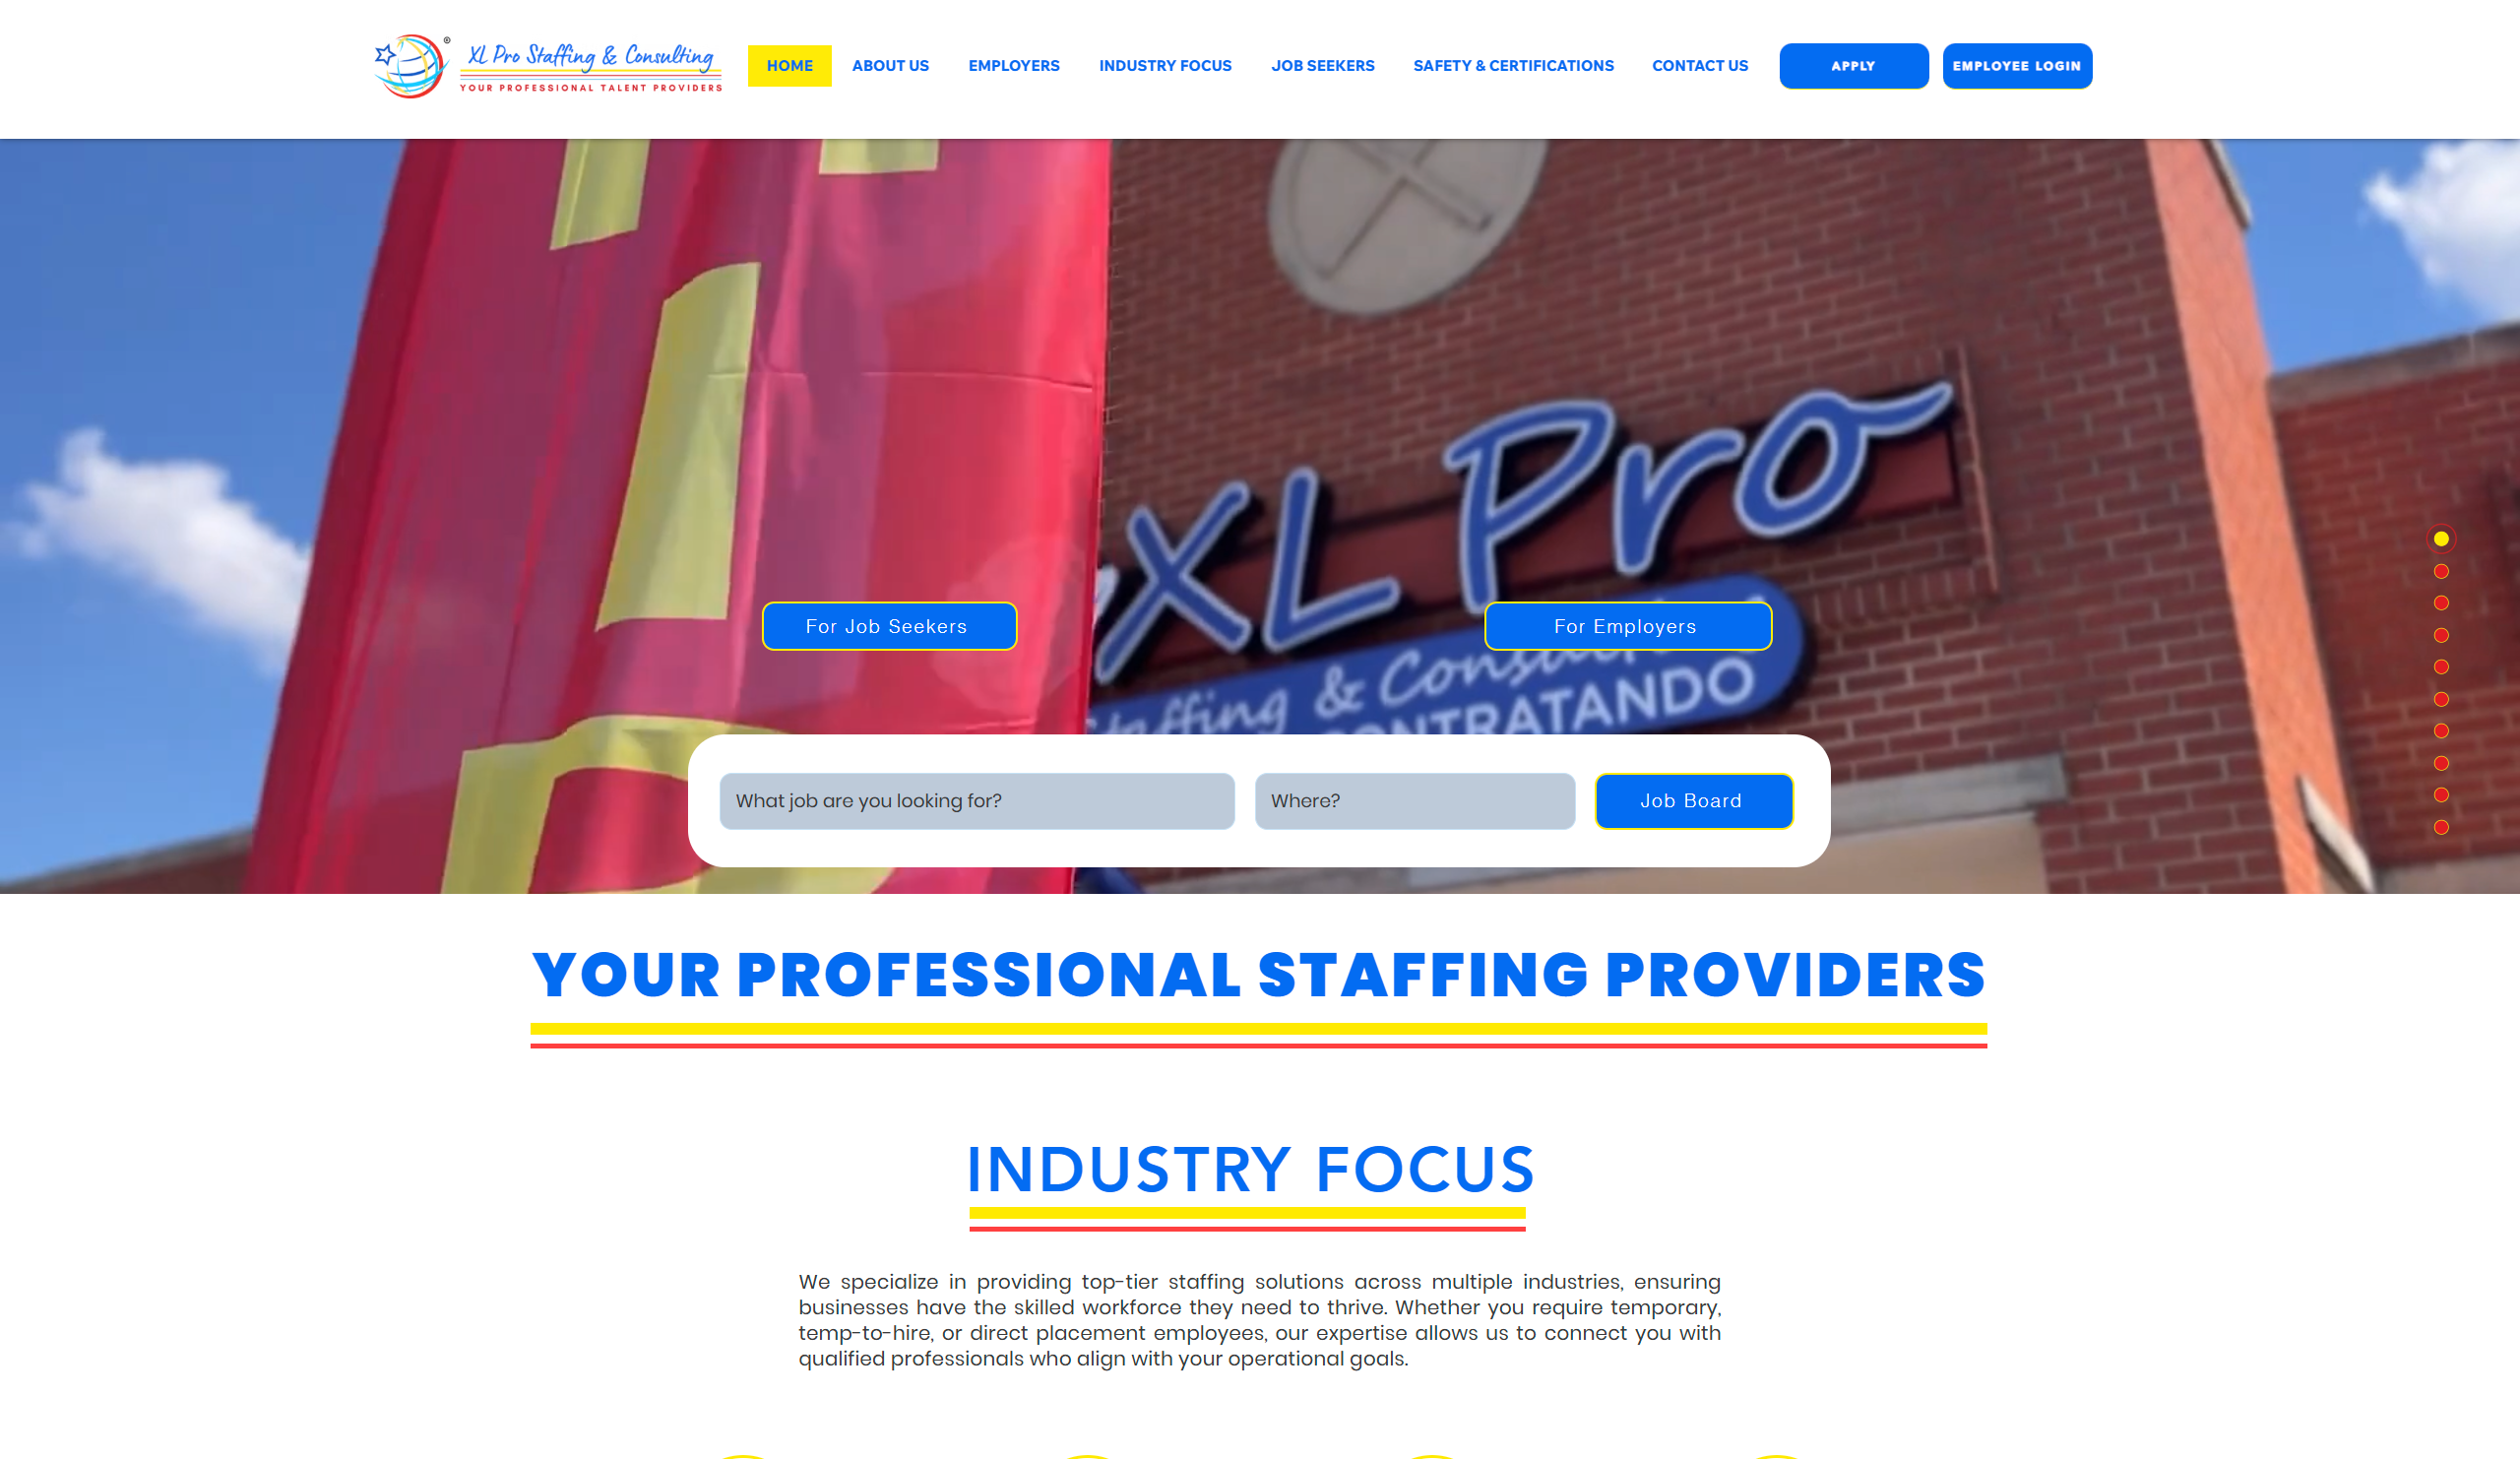 XL Pro Staffing & Consulting
YOUR PROFESSIONAL TALENT PROVIDERS
HOME
ABOUT US
EMPLOYERS
INDUSTRY FOCUS
JOB SEEKERS
SAFETY & CERTIFICATIONS
CONTACT US
APPLY
EMPLOYEE LOGIN
XL Pro
Staffing &
CONTRATANDO
For Job Seekers
For Employers
What job are you looking for?
Where?
Job Board
YOUR PROFESSIONAL STAFFING PROVIDERS
INDUSTRY FOCUS
We specialize in providing top-tier staffing solutions across multiple industries, ensuring
businesses have the skilled workforce they need to thrive. Whether you require temporary,
temp-to-hire, or direct placement employees, our expertise allows us to connect you with
qualified professionals who align with your operational goals.